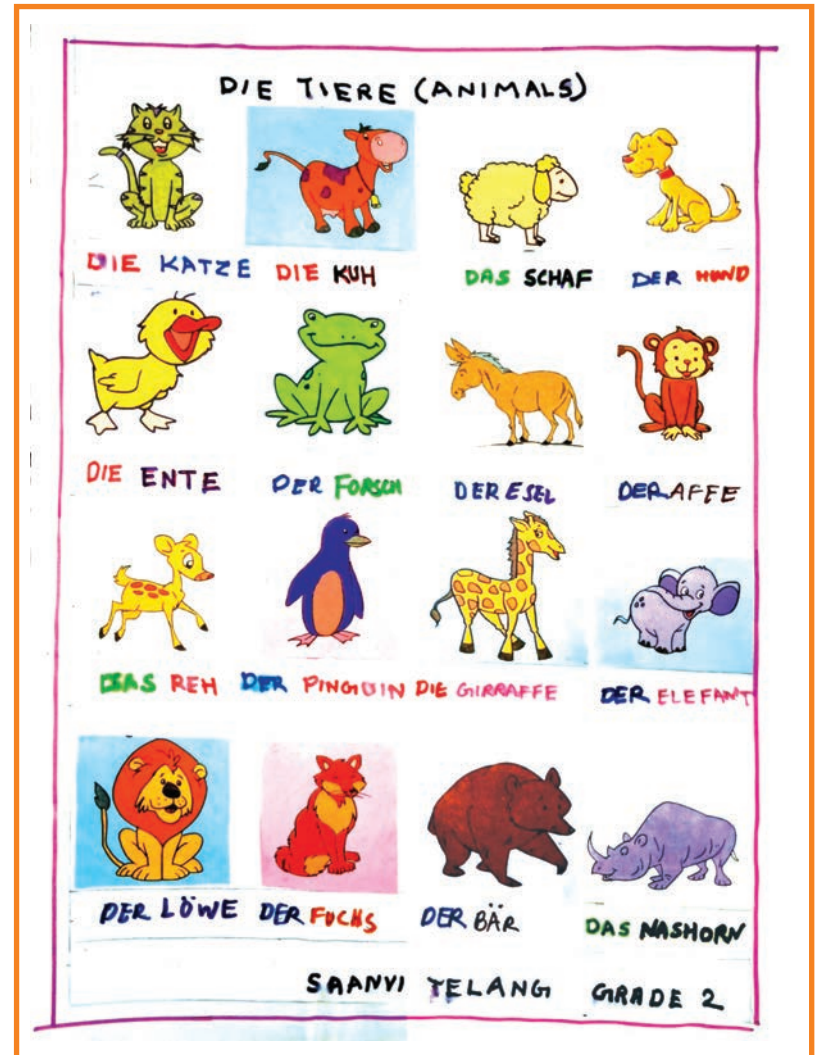 DIE TIERE (ANIMALS)
DIE KATZE DIE KUH DAS SCHAF DER HUND
DIE ENTE DER FORSCH DER ESEL DER AFFE
DAS REH DER PINGUIN DIE GIRRAFFE DER ELEFANT
DER LÖWE DER FUCHS DER BÄR DAS NASHORN
SAANVI TELANG GRADE 2